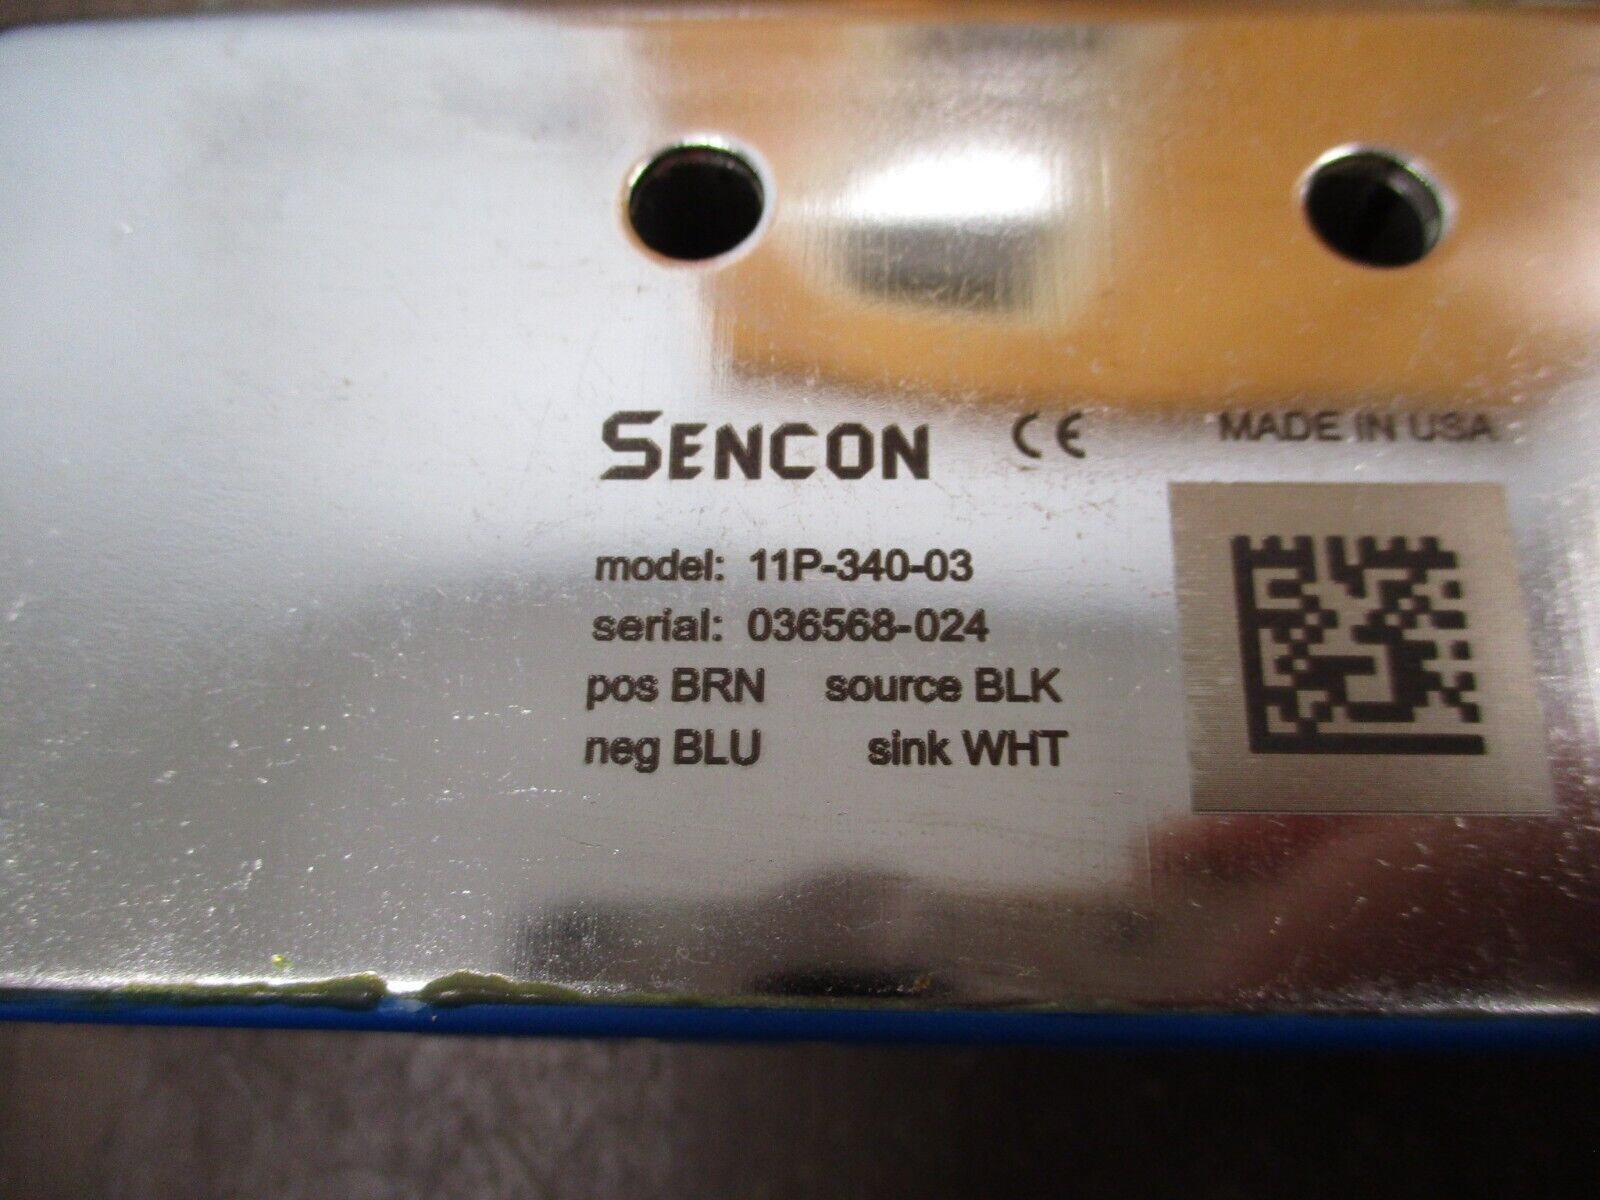 SENCON CE MADE IN USA
model: 11P-340-03
serial: 036568-024
pos BRN source BLK
neg BLU sink WHT